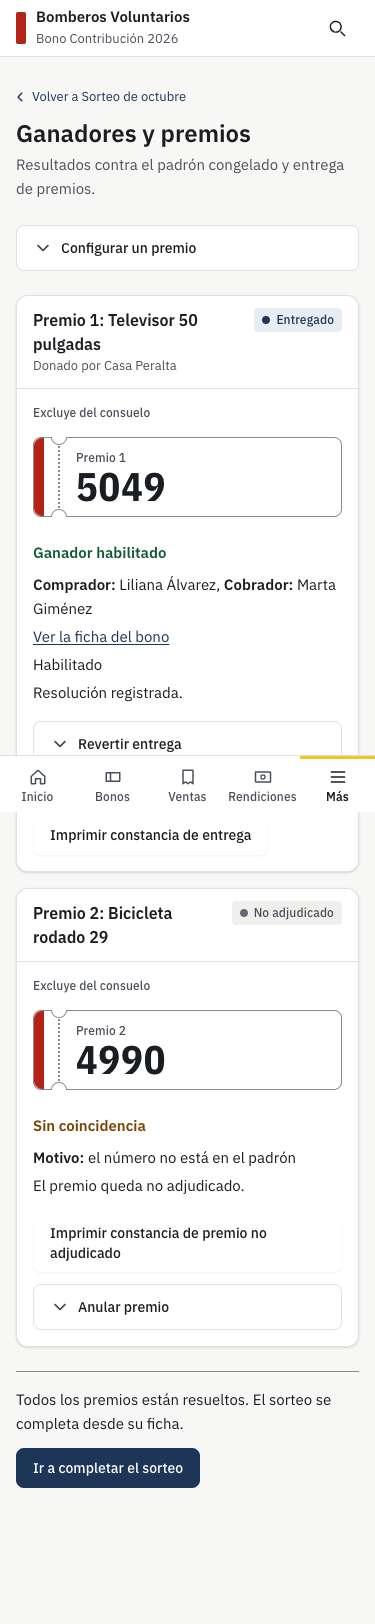 Bomberos Voluntarios
Bono Contribución 2026
Volver a Sorteo de octubre
Ganadores y premios
Resultados contra el padrón congelado y entrega
de premios.
Configurar un premio
Premio 1: Televisor 50
pulgadas
Entregado
Donado por Casa Peralta
Excluye del consuelo
Premio 1
5049
Ganador habilitado
Comprador: Liliana Álvarez, Cobrador: Marta
Giménez
Ver la ficha del bono
Habilitado
Resolución registrada.
Revertir entrega
Inicio
Bonos
Ventas
Rendiciones
Más
Imprimir constancia de entrega
Premio 2: Bicicleta
rodado 29
No adjudicado
Excluye del consuelo
Premio 2
4990
Sin coincidencia
Motivo: el número no está en el padrón
El premio queda no adjudicado.
Imprimir constancia de premio no
adjudicado
Anular premio
Todos los premios están resueltos. El sorteo se
completa desde su ficha.
Ir a completar el sorteo